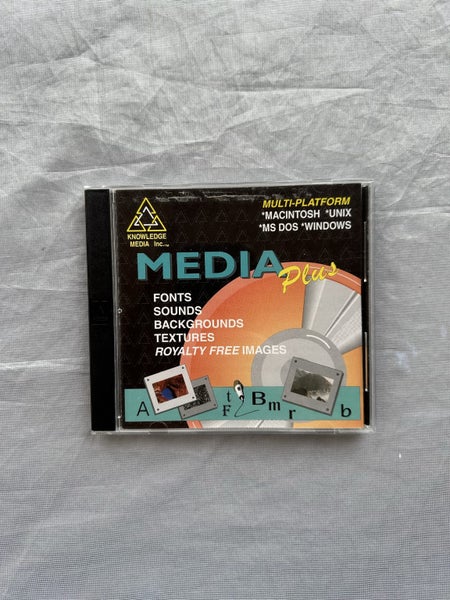 KNOWLEDGE
MEDIA Inc.™
MULTI-PLATFORM
*MACINTOSH *UNIX
*MS DOS *WINDOWS
MEDIA
Plus
FONTS
SOUNDS
BACKGROUNDS
TEXTURES
ROYALTY FREE IMAGES
A t F B m r b